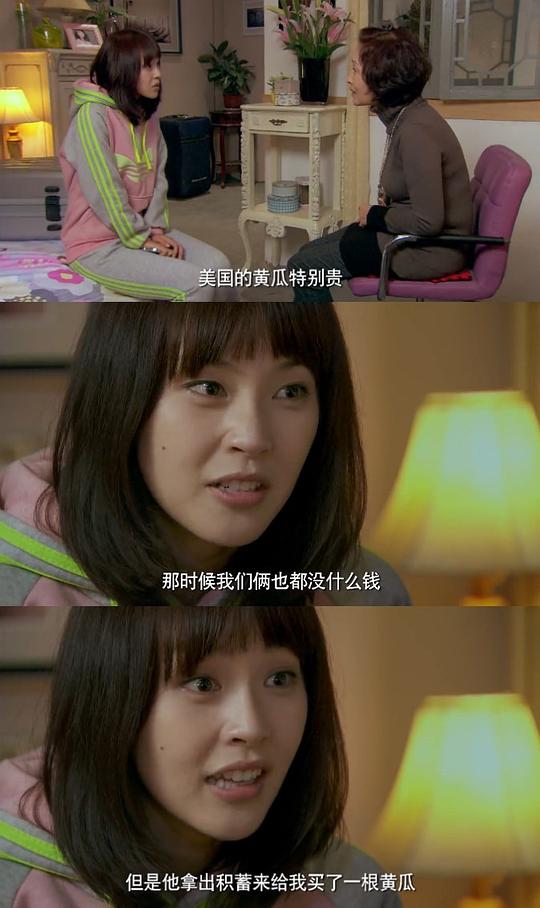 美国的黄瓜特别贵
那时候我们俩也都没什么钱
但是他拿出积蓄来给我买了一根黄瓜